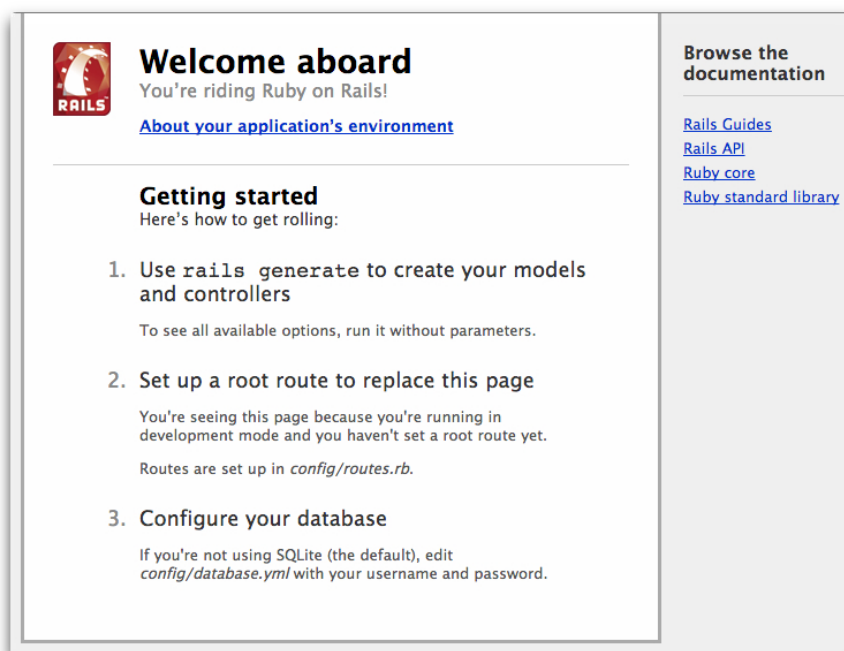 RAILS
Welcome aboard
You're riding Ruby on Rails!
About your application's environment
Getting started
Here's how to get rolling:
1. Use rails generate to create your models
and controllers
To see all available options, run it without parameters.
2. Set up a root route to replace this page
You're seeing this page because you're running in
development mode and you haven't set a root route yet.
Routes are set up in config/routes.rb.
3. Configure your database
If you're not using SQLite (the default), edit
config/database.yml with your username and password.
Browse the
documentation
Rails Guides
Rails API
Ruby core
Ruby standard library